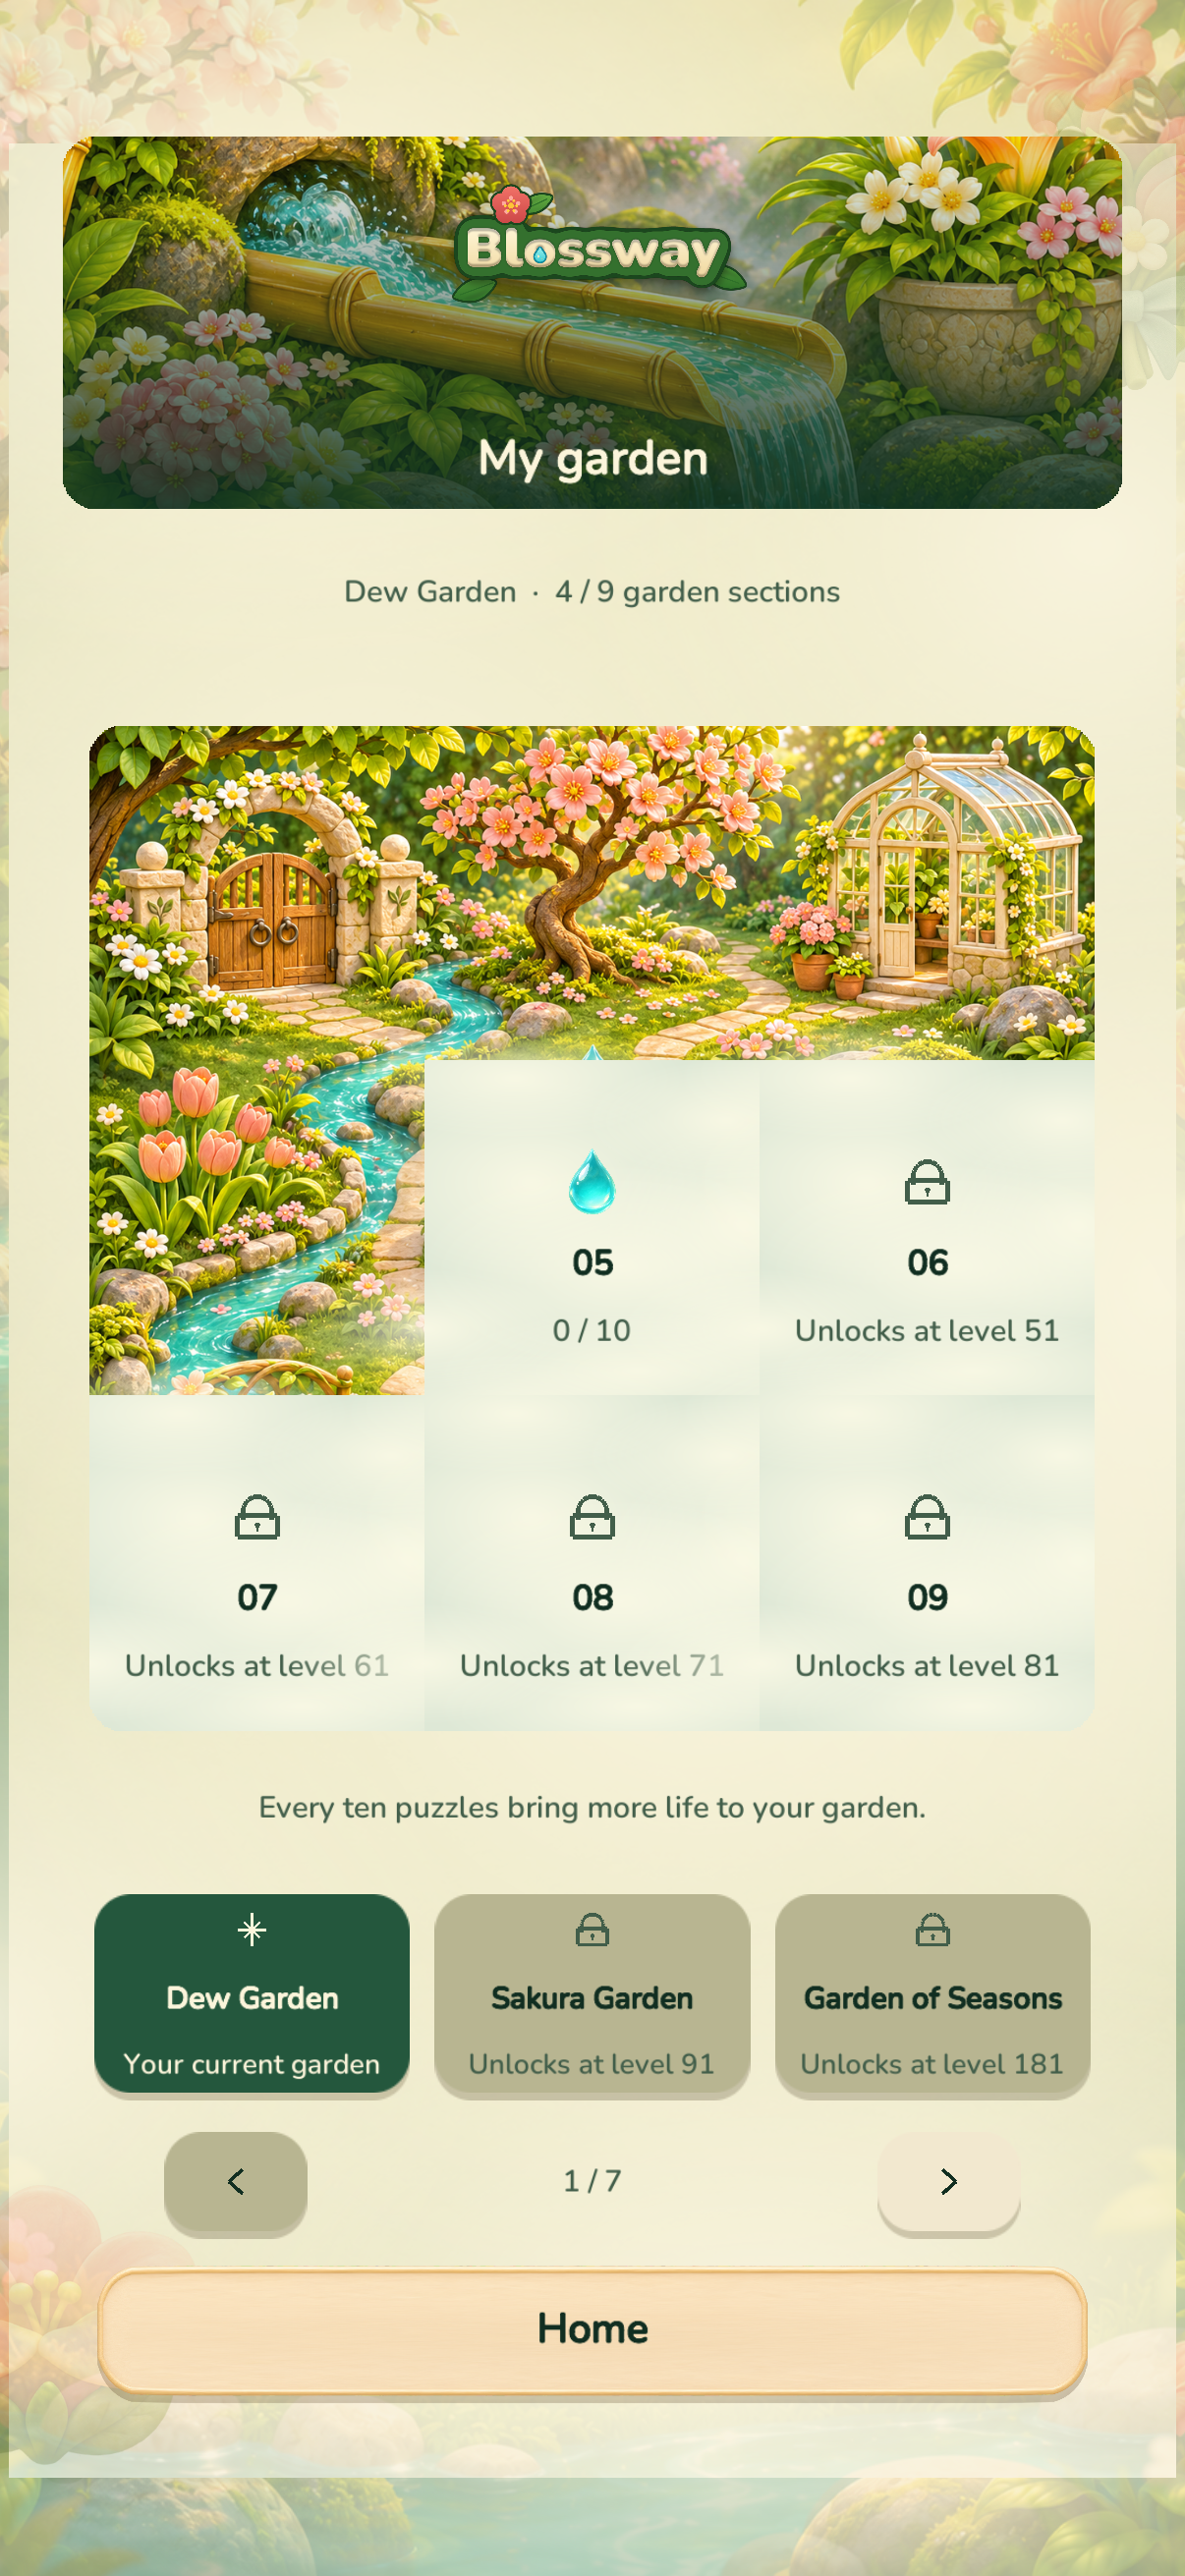 Blossway
My garden
Dew Garden · 4 / 9 garden sections
05
0 / 10
06
Unlocks at level 51
07
Unlocks at level 61
08
Unlocks at level 71
09
Unlocks at level 81
Every ten puzzles bring more life to your garden.
Dew Garden
Your current garden
Sakura Garden
Unlocks at level 91
Garden of Seasons
Unlocks at level 181
1 / 7
Home